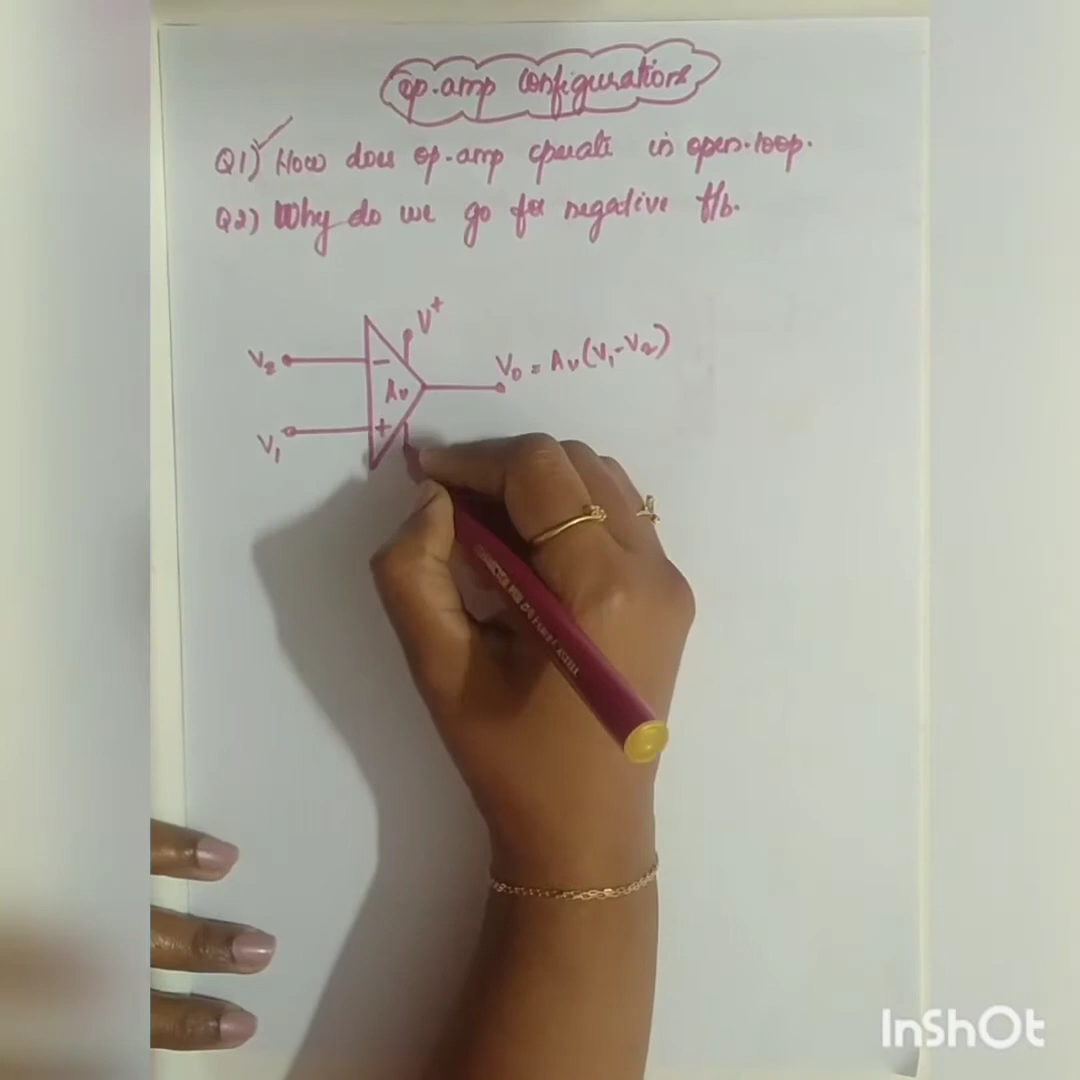 op-amp configurations
Q1) How does op-amp operate in open-loop.
Q2) Why do we go for negative f/b.
V+
V2 −
Av
V0 = Av(V1-V2)
V1 +
InShOt